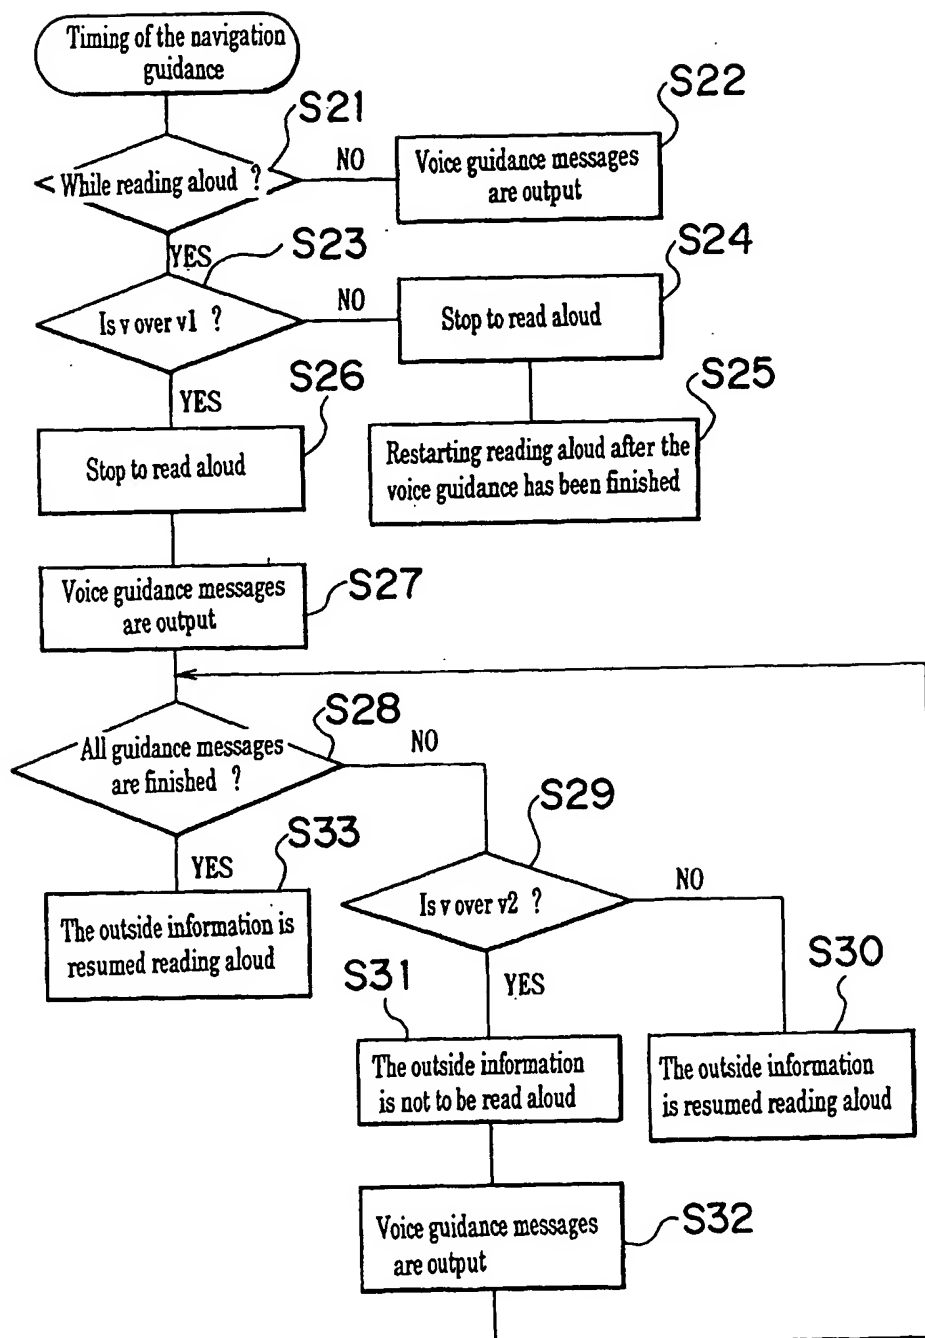 Timing of the navigation
guidance
S21
While reading aloud ?
NO
S22
Voice guidance messages
are output
YES
S23
Is v over v1 ?
NO
S24
Stop to read aloud
S25
Restarting reading aloud after the
voice guidance has been finished
YES
S26
Stop to read aloud
S27
Voice guidance messages
are output
S28
All guidance messages
are finished ?
NO
YES
S33
The outside information is
resumed reading aloud
S29
Is v over v2 ?
NO
S30
The outside information
is resumed reading aloud
YES
S31
The outside information
is not to be read aloud
S32
Voice guidance messages
are output